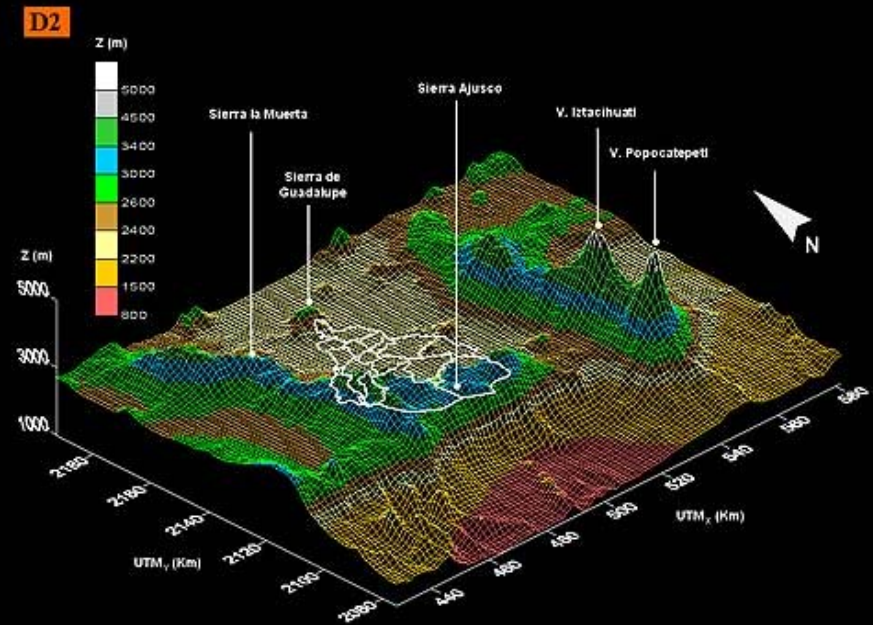 D2
Z (m)
5000
4500
3400
3000
2600
2400
2200
1500
800
Sierra la Muerta
Sierra de
Guadalupe
Sierra Ajusco
V. Iztacihuatl
V. Popocatepetl
N
Z (m)
5000
3000
1000
2180
2160
2140
2120
2100
2080
UTMY (Km)
440
460
480
500
520
540
560
580
UTMX (Km)